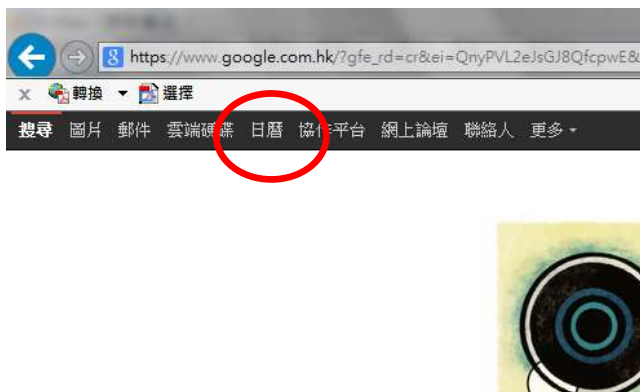 https://www.google.com.hk/?gfe_rd=cr&ei=QnyPVL2eJsGJ8QfcpwE&
x 轉換 選擇
搜尋 圖片 郵件 雲端硬碟 日曆 協作平台 網上論壇 聯絡人 更多